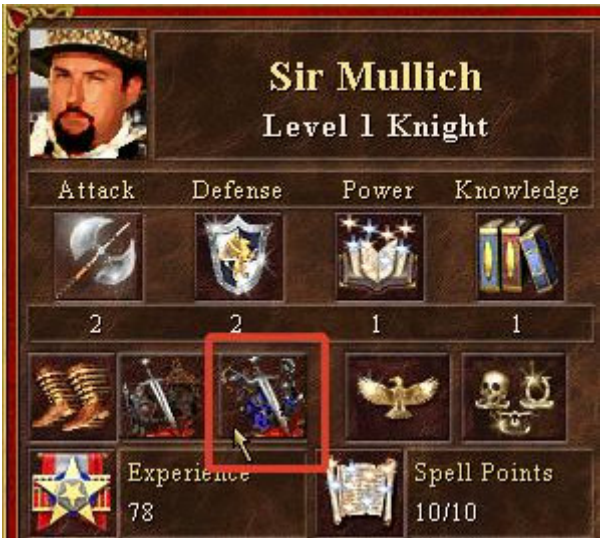 Sir Mullich
Level 1 Knight
Attack Defense Power Knowledge
2 2 1 1
Experience
78
Spell Points
10/10